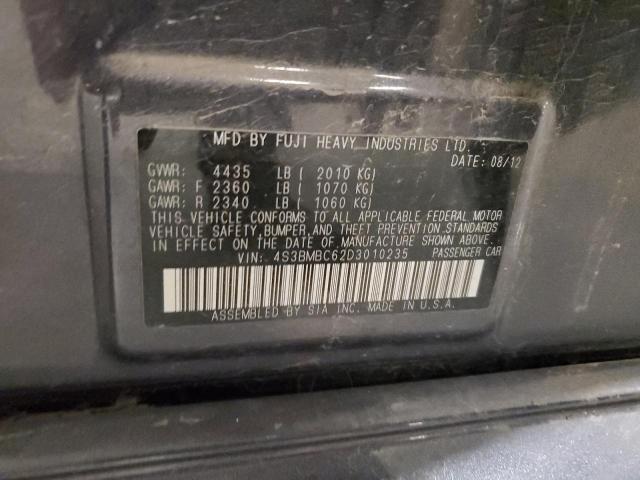 MFD BY FUJI HEAVY INDUSTRIES LTD.
DATE: 08/12
GVWR: 4435 LB ( 2010 KG)
GAWR: F 2360 LB ( 1070 KG)
GAWR: R 2340 LB ( 1060 KG)
THIS VEHICLE CONFORMS TO ALL APPLICABLE FEDERAL MOTOR
VEHICLE SAFETY, BUMPER, AND THEFT PREVENTION STANDARDS
IN EFFECT ON THE DATE OF MANUFACTURE SHOWN ABOVE.
VIN: 4S3BMBC62D3010235 PASSENGER CAR
ASSEMBLED BY SIA INC. MADE IN U.S.A.